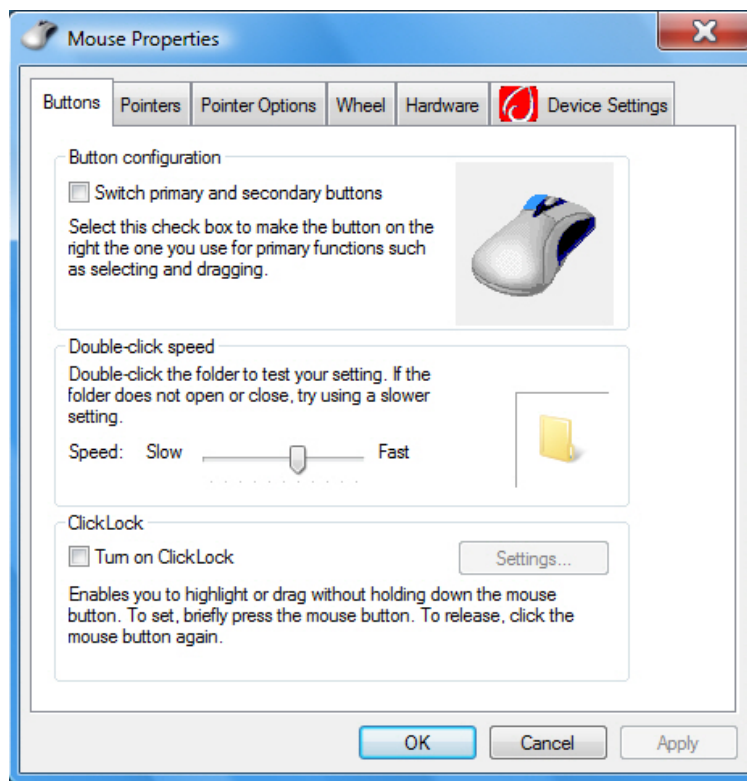 Mouse Properties
Buttons Pointers Pointer Options Wheel Hardware Device Settings
Button configuration
Switch primary and secondary buttons
Select this check box to make the button on the
right the one you use for primary functions such
as selecting and dragging.
Double-click speed
Double-click the folder to test your setting. If the
folder does not open or close, try using a slower
setting.
Speed: Slow Fast
ClickLock
Turn on ClickLock Settings...
Enables you to highlight or drag without holding down the mouse
button. To set, briefly press the mouse button. To release, click the
mouse button again.
OK Cancel Apply